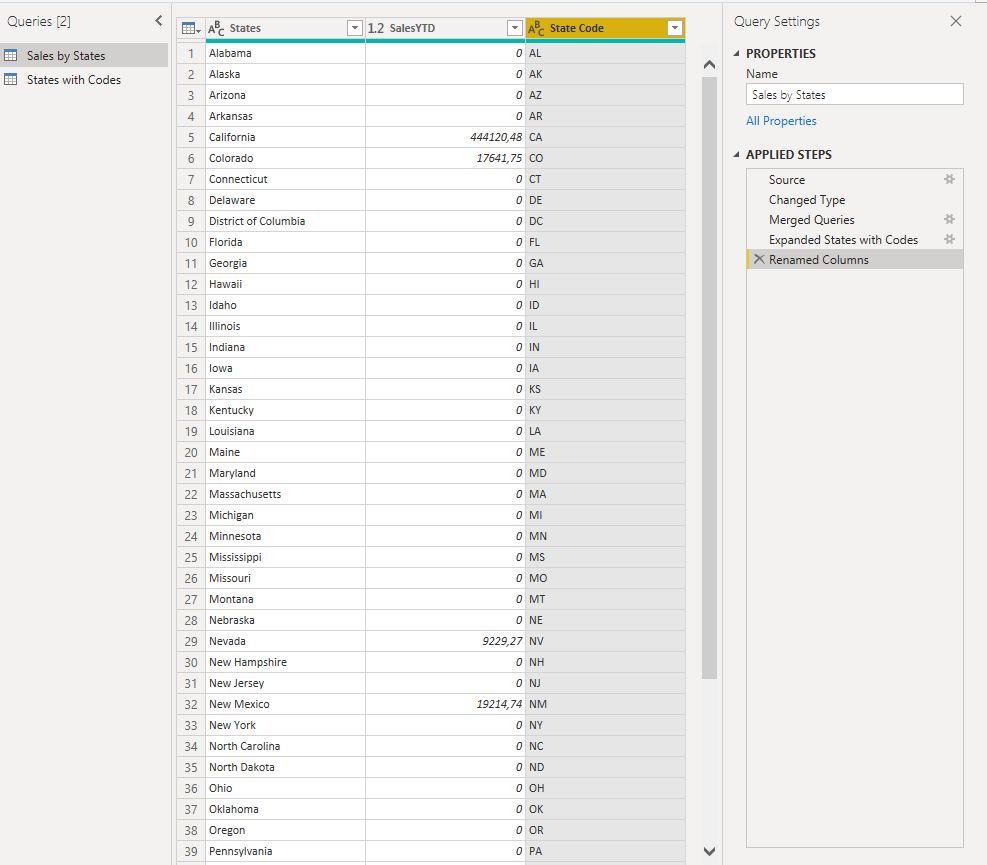 Queries [2]
Sales by States
States with Codes
ABC States 1.2 SalesYTD ABC State Code
1 Alabama 0 AL
2 Alaska 0 AK
3 Arizona 0 AZ
4 Arkansas 0 AR
5 California 444120,48 CA
6 Colorado 17641,75 CO
7 Connecticut 0 CT
8 Delaware 0 DE
9 District of Columbia 0 DC
10 Florida 0 FL
11 Georgia 0 GA
12 Hawaii 0 HI
13 Idaho 0 ID
14 Illinois 0 IL
15 Indiana 0 IN
16 Iowa 0 IA
17 Kansas 0 KS
18 Kentucky 0 KY
19 Louisiana 0 LA
20 Maine 0 ME
21 Maryland 0 MD
22 Massachusetts 0 MA
23 Michigan 0 MI
24 Minnesota 0 MN
25 Mississippi 0 MS
26 Missouri 0 MO
27 Montana 0 MT
28 Nebraska 0 NE
29 Nevada 9229,27 NV
30 New Hampshire 0 NH
31 New Jersey 0 NJ
32 New Mexico 19214,74 NM
33 New York 0 NY
34 North Carolina 0 NC
35 North Dakota 0 ND
36 Ohio 0 OH
37 Oklahoma 0 OK
38 Oregon 0 OR
39 Pennsylvania 0 PA
Query Settings
PROPERTIES
Name
Sales by States
All Properties
APPLIED STEPS
Source
Changed Type
Merged Queries
Expanded States with Codes
Renamed Columns